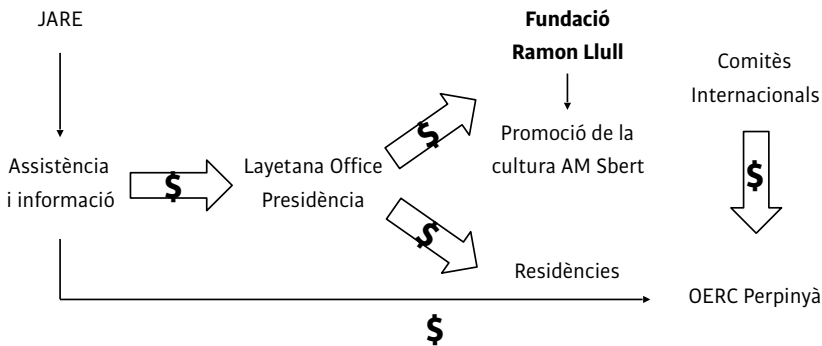 JARE
Fundació
Ramon Llull
Comitès
Internacionals
Assistència
i informació
$
Layetana Office
Presidència
$
$
Promoció de la
cultura AM Sbert
$
Residències
OERC Perpinyà
$